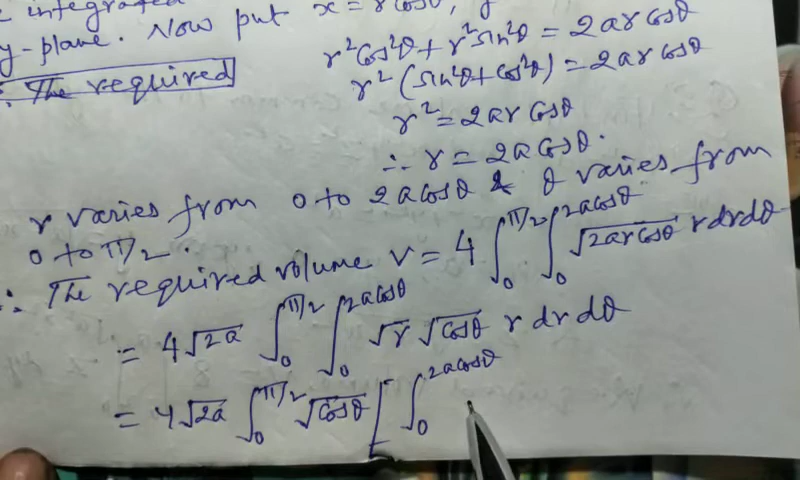 integrated
y-plane. Now put x = r cosθ, y
∴ The required
r²cos²θ + r²sin²θ = 2ar cosθ
r²(sin²θ + cos²θ) = 2ar cosθ
r² = 2ar cosθ
∴ r = 2a cosθ.
r varies from 0 to 2a cosθ & θ varies from
0 to π/2.
∴ The required volume v = 4 ∫₀^{π/2} ∫₀^{2a cosθ} √(2ar cosθ) r dr dθ
= 4√2a ∫₀^{π/2} ∫₀^{2a cosθ} √r √cosθ r dr dθ
= 4√2a ∫₀^{π/2} √cosθ [ ∫₀^{2a cosθ}